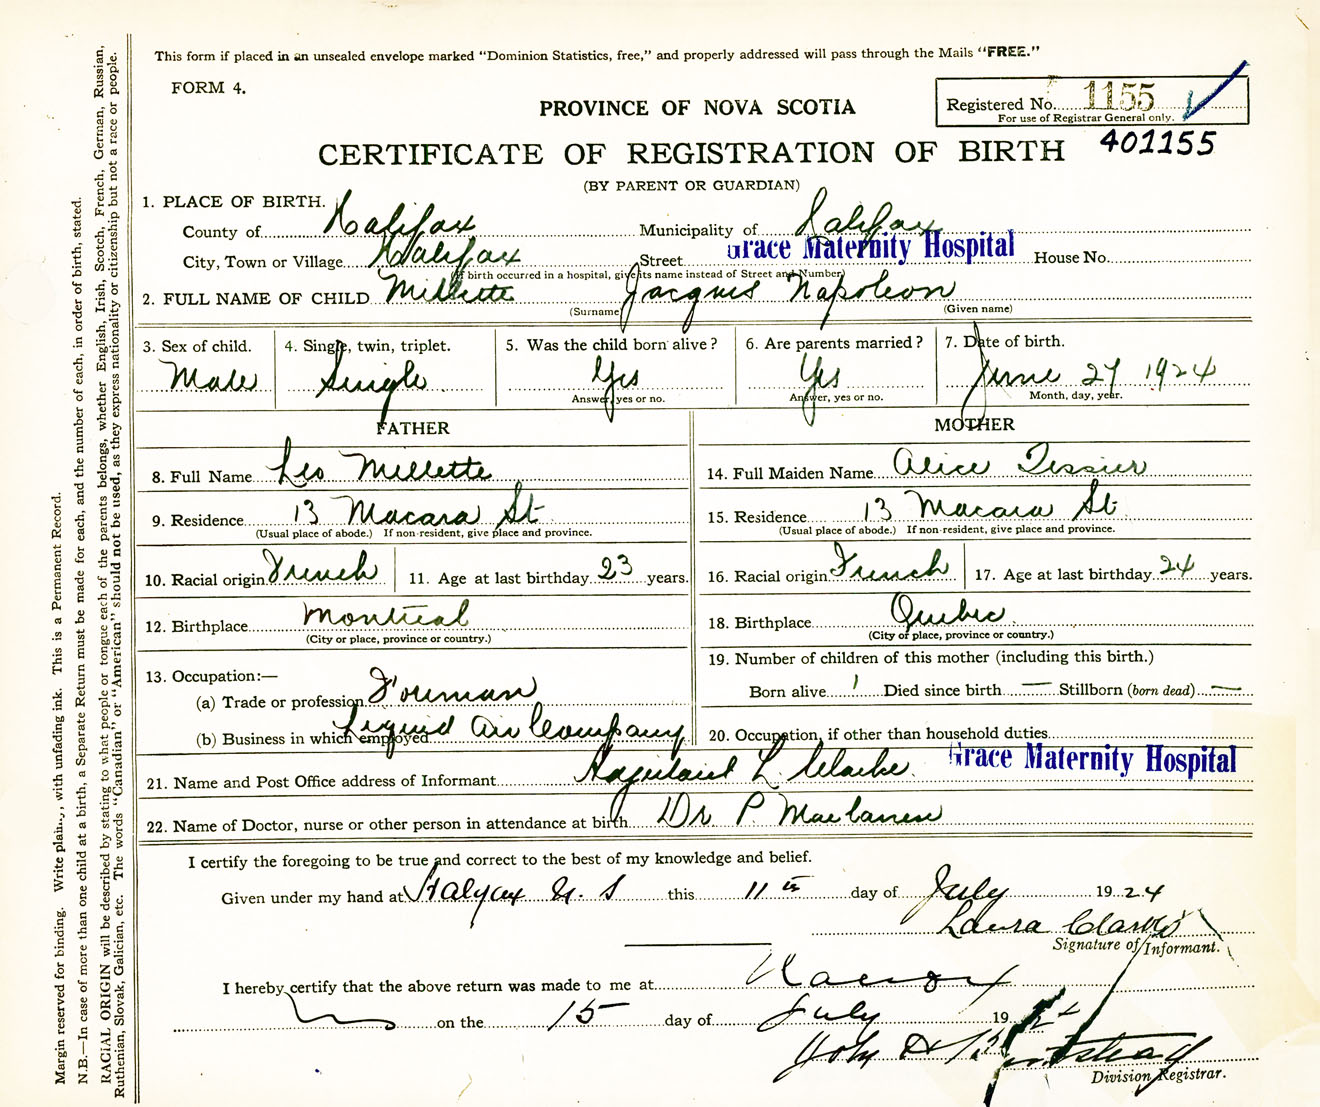 This form if placed in an unsealed envelope marked “Dominion Statistics, free,” and properly addressed will pass through the Mails “FREE.”
FORM 4.
Registered No. 1155
For use of Registrar General only.
PROVINCE OF NOVA SCOTIA
401155
CERTIFICATE OF REGISTRATION OF BIRTH
(BY PARENT OR GUARDIAN)
1. PLACE OF BIRTH.
County of Halifax Municipality of Halifax
City, Town or Village Halifax Street Grace Maternity Hospital House No.
(If birth occurred in a hospital, give its name instead of Street and Number)
2. FULL NAME OF CHILD Millette Jacques Napoleon
(Surname) (Given name)
3. Sex of child. 4. Single, twin, triplet. 5. Was the child born alive? 6. Are parents married? 7. Date of birth.
Male Single Yes Yes June 27 1924
Answer, yes or no. Answer, yes or no. Month, day, year.
FATHER MOTHER
8. Full Name Leo Millette
9. Residence 13 Macara St
(Usual place of abode.) If non-resident, give place and province.
10. Racial origin French 11. Age at last birthday 23 years.
12. Birthplace Montreal
(City or place, province or country.)
13. Occupation:—
(a) Trade or profession Foreman
(b) Business in which employed Liquid Air Company
14. Full Maiden Name Alice Tessier
15. Residence 13 Macara St
(Usual place of abode.) If non-resident, give place and province.
16. Racial origin French 17. Age at last birthday 24 years.
18. Birthplace Quebec
(City or place, province or country.)
19. Number of children of this mother (including this birth.)
Born alive 1 Died since birth — Stillborn (born dead) —
20. Occupation, if other than household duties
21. Name and Post Office address of Informant L. Clarke Grace Maternity Hospital
22. Name of Doctor, nurse or other person in attendance at birth Dr P.
I certify the foregoing to be true and correct to the best of my knowledge and belief.
Given under my hand at Halifax N. S this 11th day of July 1924
Laura Clarke
Signature of Informant.
I hereby certify that the above return was made to me at
on the 15 day of July 1924
John
Division Registrar.
Margin reserved for binding. Write plain, with unfading ink. This is a Permanent Record.
N.B.—In case of more than one child at a birth, a Separate Return must be made for each, and the number of each, in order of birth, stated.
RACIAL ORIGIN will be described by stating to what people or tongue each of the parents belongs, whether English, Irish, Scotch, French, German, Russian,
Ruthenian, Slovak, Galician, etc. The words “Canadian” or “American” should not be used, as they express nationality or citizenship but not a race or people.